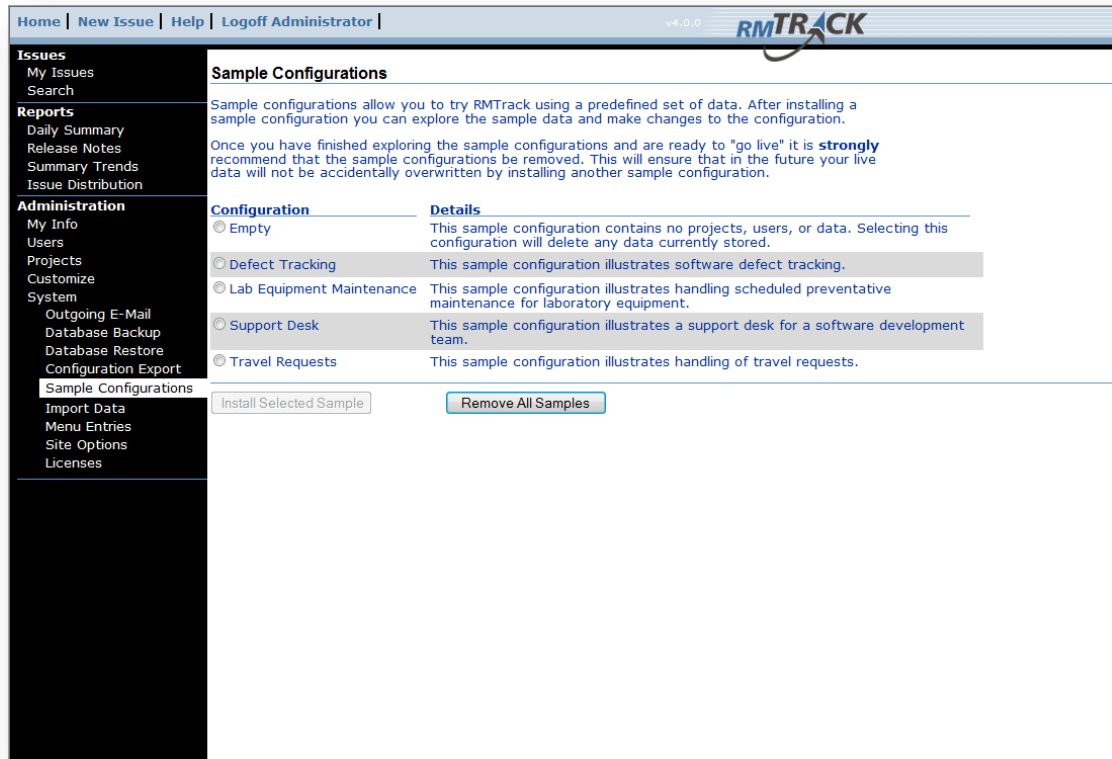 Home | New Issue | Help | Logoff Administrator |
v4.0.0
RMTRACK
Issues
My Issues
Search
Reports
Daily Summary
Release Notes
Summary Trends
Issue Distribution
Administration
My Info
Users
Projects
Customize
System
Outgoing E-Mail
Database Backup
Database Restore
Configuration Export
Sample Configurations
Import Data
Menu Entries
Site Options
Licenses
Sample Configurations
Sample configurations allow you to try RMTrack using a predefined set of data. After installing a
sample configuration you can explore the sample data and make changes to the configuration.
Once you have finished exploring the sample configurations and are ready to "go live" it is strongly
recommend that the sample configurations be removed. This will ensure that in the future your live
data will not be accidentally overwritten by installing another sample configuration.
Configuration Details
Empty This sample configuration contains no projects, users, or data. Selecting this
configuration will delete any data currently stored.
Defect Tracking This sample configuration illustrates software defect tracking.
Lab Equipment Maintenance This sample configuration illustrates handling scheduled preventative
maintenance for laboratory equipment.
Support Desk This sample configuration illustrates a support desk for a software development
team.
Travel Requests This sample configuration illustrates handling of travel requests.
Install Selected Sample Remove All Samples